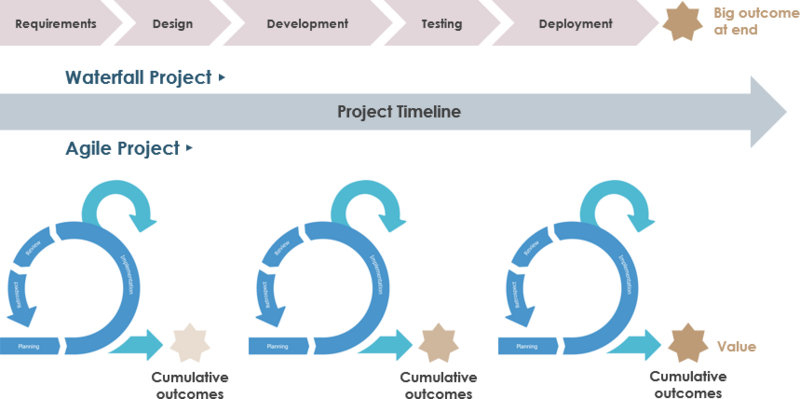 Requirements
Design
Development
Testing
Deployment
Big outcome
at end
Waterfall Project
Project Timeline
Agile Project
Review
Implementation
Retrospect
Planning
Cumulative
outcomes
Review
Implementation
Retrospect
Planning
Cumulative
outcomes
Review
Implementation
Retrospect
Planning
Value
Cumulative
outcomes